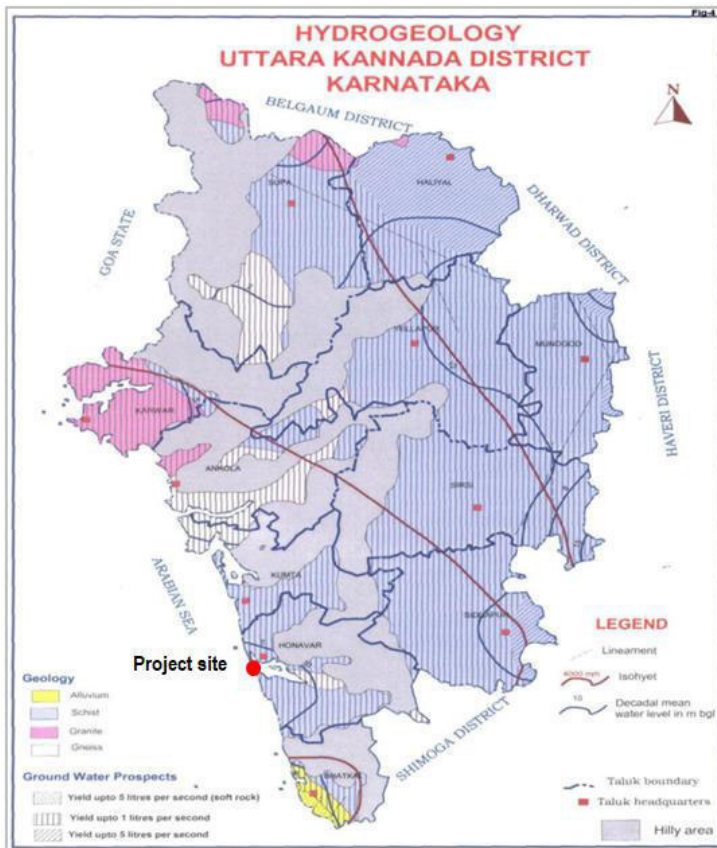 Fig-4
HYDROGEOLOGY
UTTARA KANNADA DISTRICT
KARNATAKA
N
BELGAUM DISTRICT
GOA STATE
DHARWAD DISTRICT
HAVERI DISTRICT
SHIMOGA DISTRICT
ARABIAN SEA
SUPA
HALIYAL
YELLAPUR
MUNDGOD
KARWAR
ANKOLA
SIRSI
KUMTA
HONAVAR
SIDDAPUR
BHATKAL
Project site
Geology
Alluvium
Schist
Granite
Gneiss
Ground Water Prospects
Yield upto 5 litres per second (soft rock)
Yield upto 1 litres per second
Yield upto 5 litres per second
LEGEND
Lineament
4000 mm
Isohyet
10
Decadal mean
water level in m bgl
Taluk boundary
Taluk headquarters
Hilly area